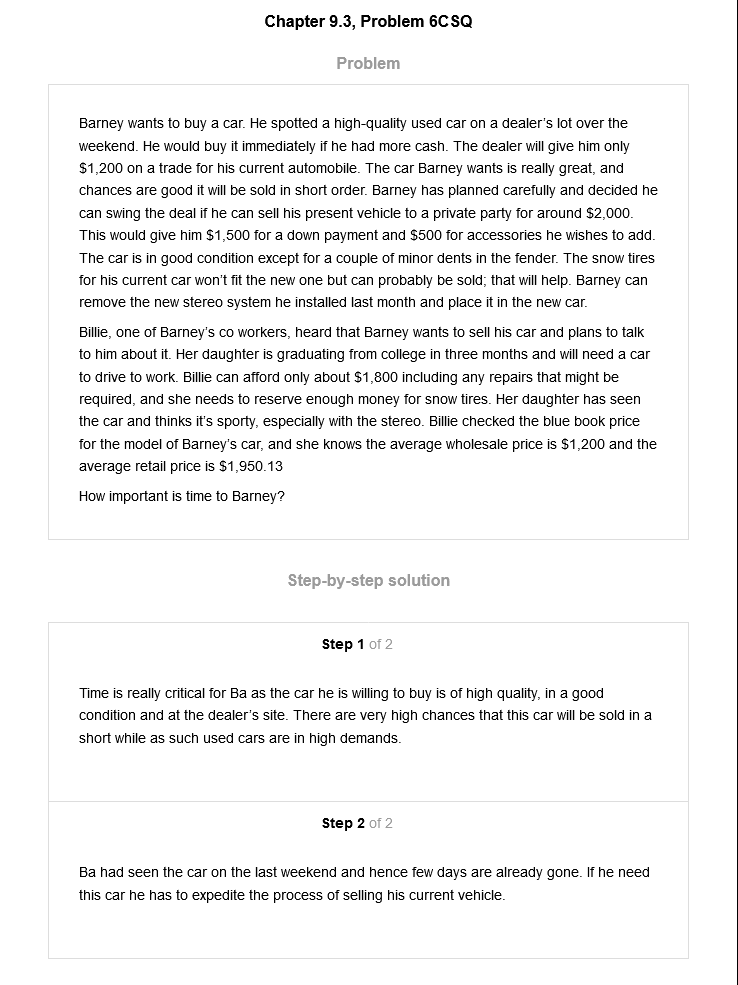 Chapter 9.3, Problem 6CSQ
Problem
Barney wants to buy a car. He spotted a high-quality used car on a dealer's lot over the
weekend. He would buy it immediately if he had more cash. The dealer will give him only
$1,200 on a trade for his current automobile. The car Barney wants is really great, and
chances are good it will be sold in short order. Barney has planned carefully and decided he
can swing the deal if he can sell his present vehicle to a private party for around $2,000.
This would give him $1,500 for a down payment and $500 for accessories he wishes to add.
The car is in good condition except for a couple of minor dents in the fender. The snow tires
for his current car won't fit the new one but can probably be sold; that will help. Barney can
remove the new stereo system he installed last month and place it in the new car.
Billie, one of Barney's co workers, heard that Barney wants to sell his car and plans to talk
to him about it. Her daughter is graduating from college in three months and will need a car
to drive to work. Billie can afford only about $1,800 including any repairs that might be
required, and she needs to reserve enough money for snow tires. Her daughter has seen
the car and thinks it's sporty, especially with the stereo. Billie checked the blue book price
for the model of Barney's car, and she knows the average wholesale price is $1,200 and the
average retail price is $1,950.13
How important is time to Barney?
Step-by-step solution
Step 1 of 2
Time is really critical for Ba as the car he is willing to buy is of high quality, in a good
condition and at the dealer's site. There are very high chances that this car will be sold in a
short while as such used cars are in high demands.
Step 2 of 2
Ba had seen the car on the last weekend and hence few days are already gone. If he need
this car he has to expedite the process of selling his current vehicle.